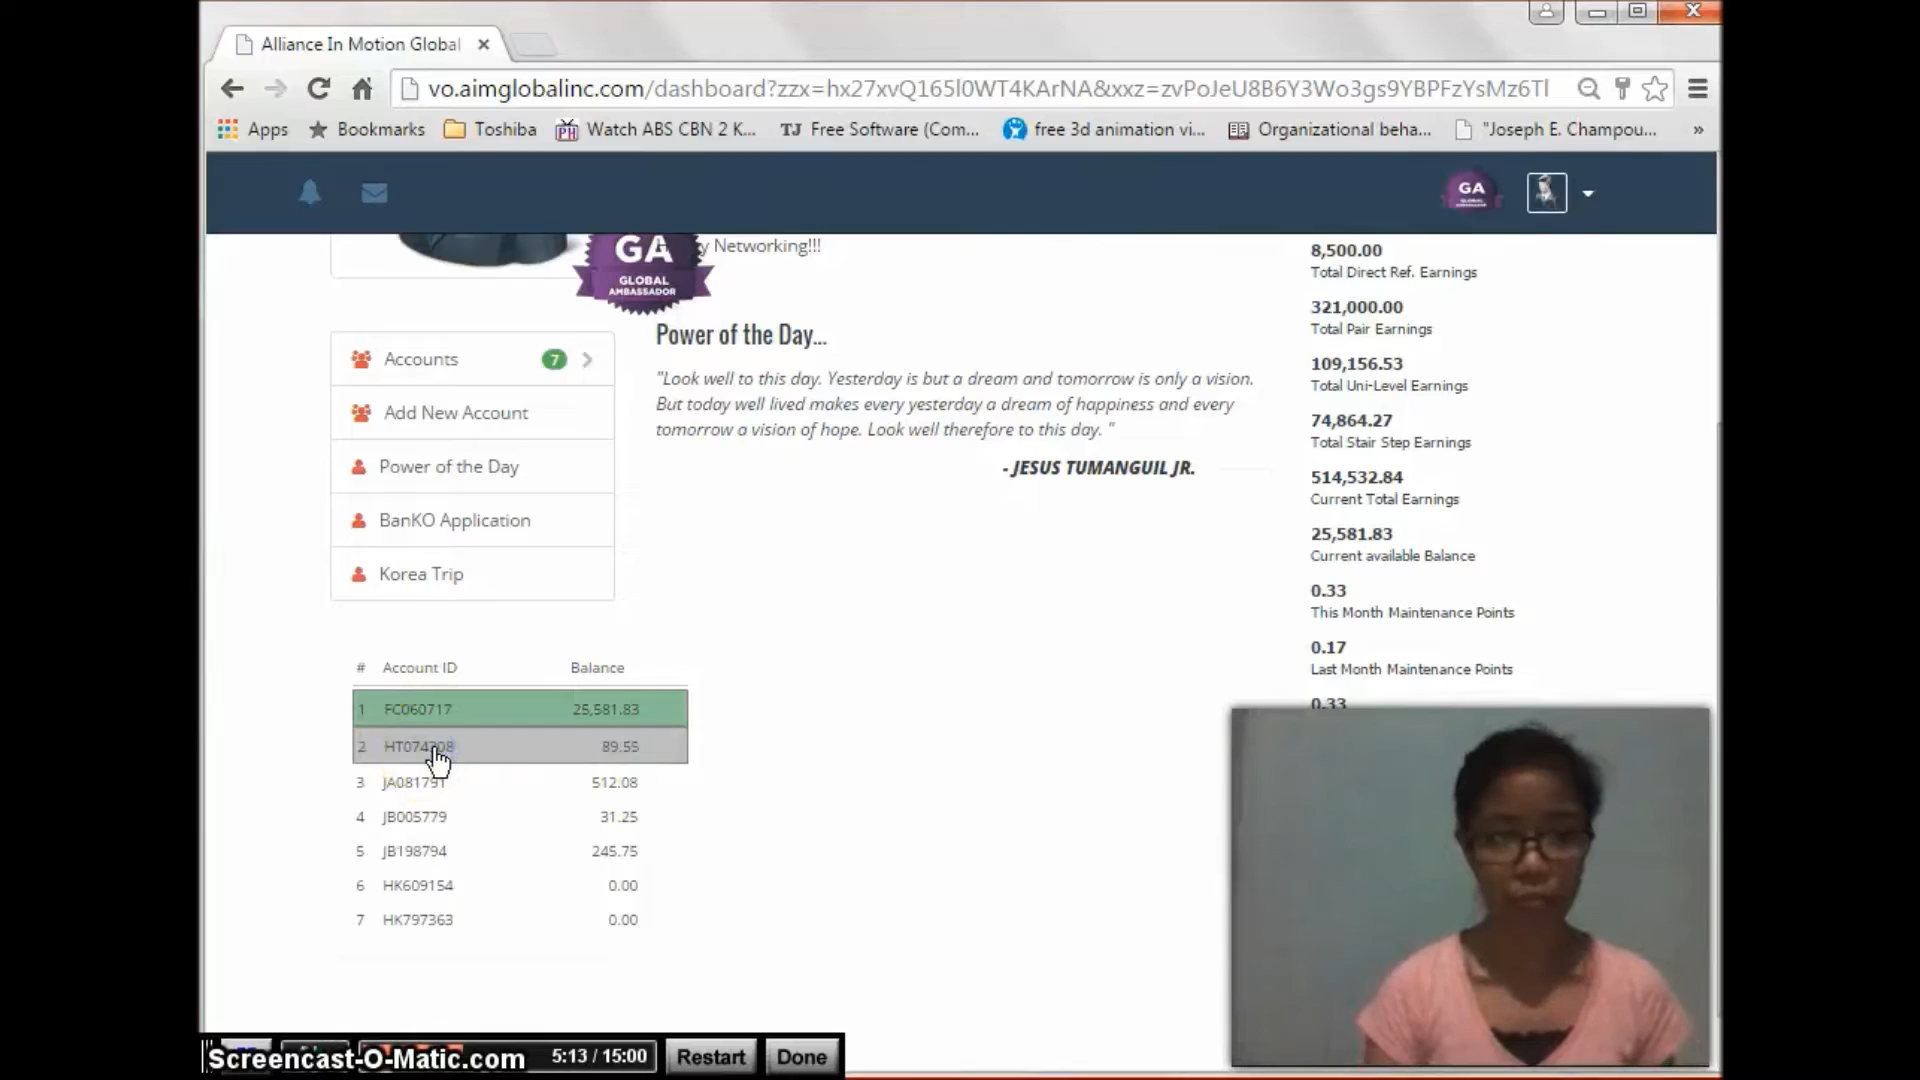 Alliance In Motion Global
vo.aimglobalinc.com/dashboard?zzx=hx27xvQ165l0WT4KArNA&xxz=zvPoJeU8B6Y3Wo3gs9YBPFzYsMz6Tl
Apps Bookmarks Toshiba Watch ABS CBN 2 K... TJ Free Software (Com... free 3d animation vi... Organizational beha... "Joseph E. Champou... »
GA
y Networking!!!
GA
GLOBAL
AMBASSADOR
Power of the Day...
"Look well to this day. Yesterday is but a dream and tomorrow is only a vision.
But today well lived makes every yesterday a dream of happiness and every
tomorrow a vision of hope. Look well therefore to this day. "
- JESUS TUMANGUIL JR.
Accounts 7
Add New Account
Power of the Day
BanKO Application
Korea Trip
# Account ID Balance
1 FC060717 25,581.83
2 89.55
3 JA081791 512.08
4 JB005779 31.25
5 JB198794 245.75
6 HK609154 0.00
7 HK797363 0.00
8,500.00
Total Direct Ref. Earnings
321,000.00
Total Pair Earnings
109,156.53
Total Uni-Level Earnings
74,864.27
Total Stair Step Earnings
514,532.84
Current Total Earnings
25,581.83
Current available Balance
0.33
This Month Maintenance Points
0.17
Last Month Maintenance Points
0.33
Screencast-O-Matic.com 5:13 / 15:00 Restart Done